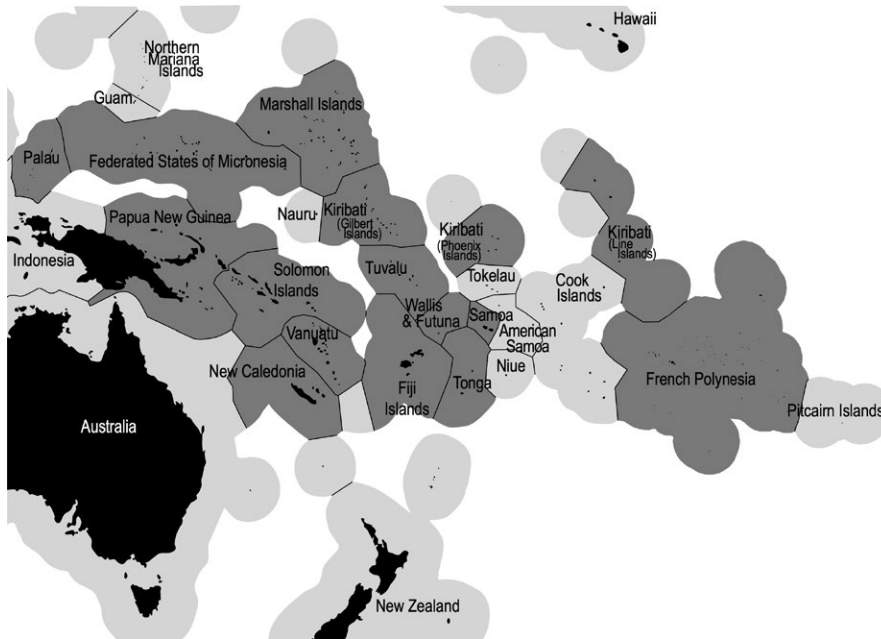 Hawaii
Northern
Mariana
Islands
Guam
Marshall Islands
Palau
Federated States of Micronesia
Papua New Guinea
Nauru
Kiribati
(Gilbert
Islands)
Kiribati
(Phoenix
Islands)
Kiribati
(Line
Islands)
Indonesia
Solomon
Islands
Tuvalu
Tokelau
Cook
Islands
Wallis
& Futuna
Samoa
American
Samoa
Vanuatu
New Caledonia
Fiji
Islands
Tonga
Niue
French Polynesia
Pitcairn Islands
Australia
New Zealand